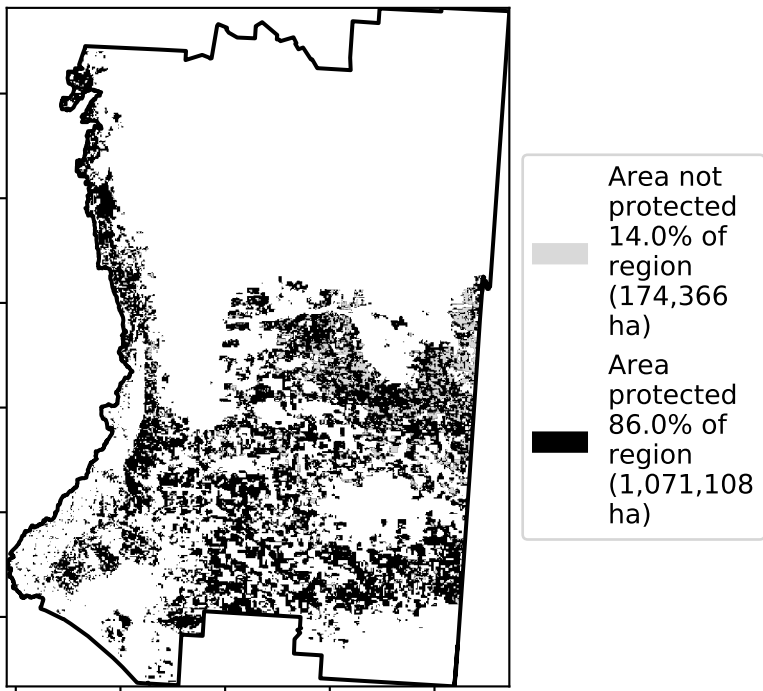 Area not
protected
14.0% of
region
(174,366
ha)
Area
protected
86.0% of
region
(1,071,108
ha)